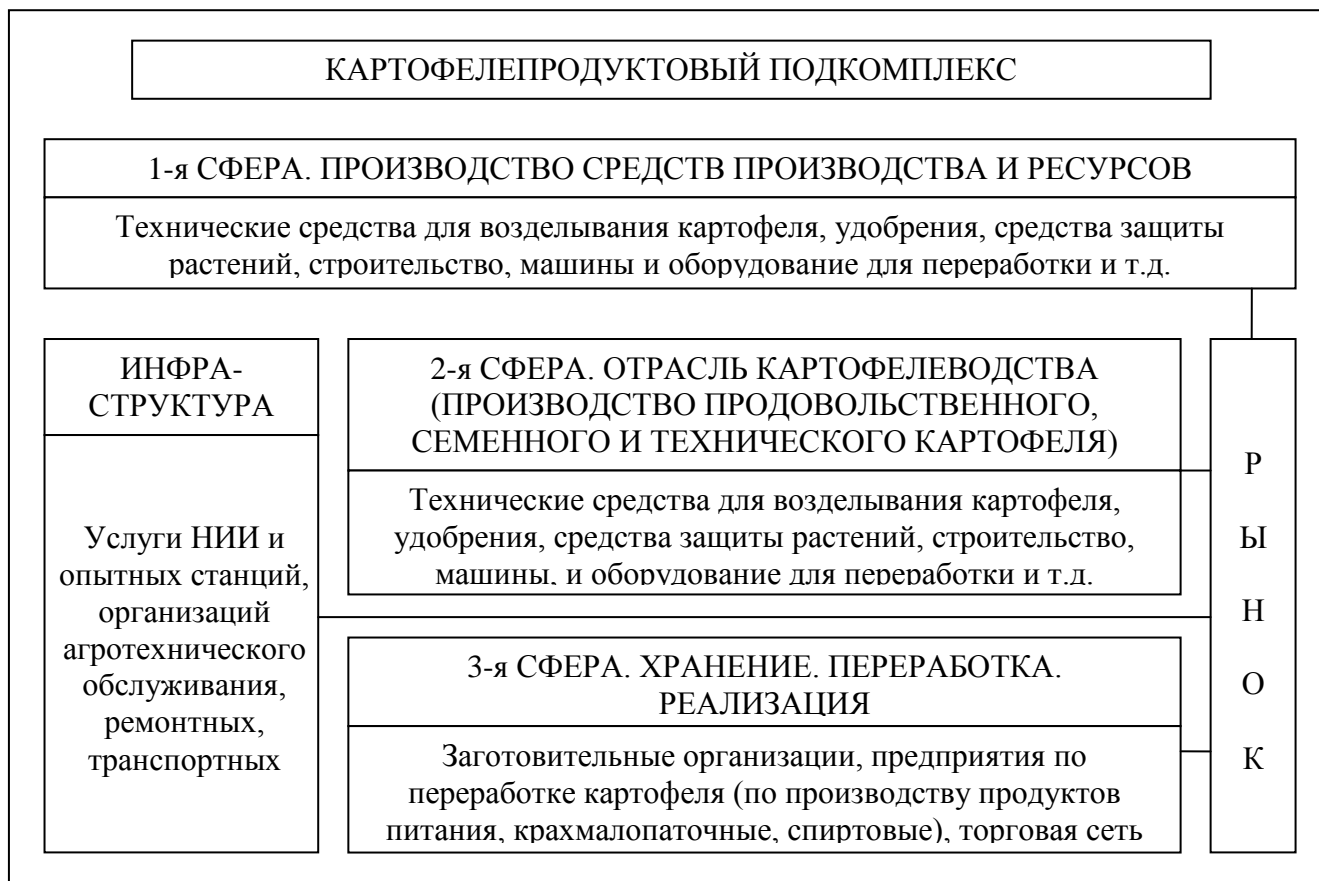 КАРТОФЕЛЕПРОДУКТОВЫЙ ПОДКОМПЛЕКС
1-я СФЕРА. ПРОИЗВОДСТВО СРЕДСТВ ПРОИЗВОДСТВА И РЕСУРСОВ
Технические средства для возделывания картофеля, удобрения, средства защиты
растений, строительство, машины и оборудование для переработки и т.д.
ИНФРА-
СТРУКТУРА
Услуги НИИ и
опытных станций,
организаций
агротехнического
обслуживания,
ремонтных,
транспортных
2-я СФЕРА. ОТРАСЛЬ КАРТОФЕЛЕВОДСТВА
(ПРОИЗВОДСТВО ПРОДОВОЛЬСТВЕННОГО,
СЕМЕННОГО И ТЕХНИЧЕСКОГО КАРТОФЕЛЯ)
Технические средства для возделывания картофеля,
удобрения, средства защиты растений, строительство,
машины, и оборудование для переработки и т.д.
3-я СФЕРА. ХРАНЕНИЕ. ПЕРЕРАБОТКА.
РЕАЛИЗАЦИЯ
Заготовительные организации, предприятия по
переработке картофеля (по производству продуктов
питания, крахмалопаточные, спиртовые), торговая сеть
Р
Ы
Н
О
К